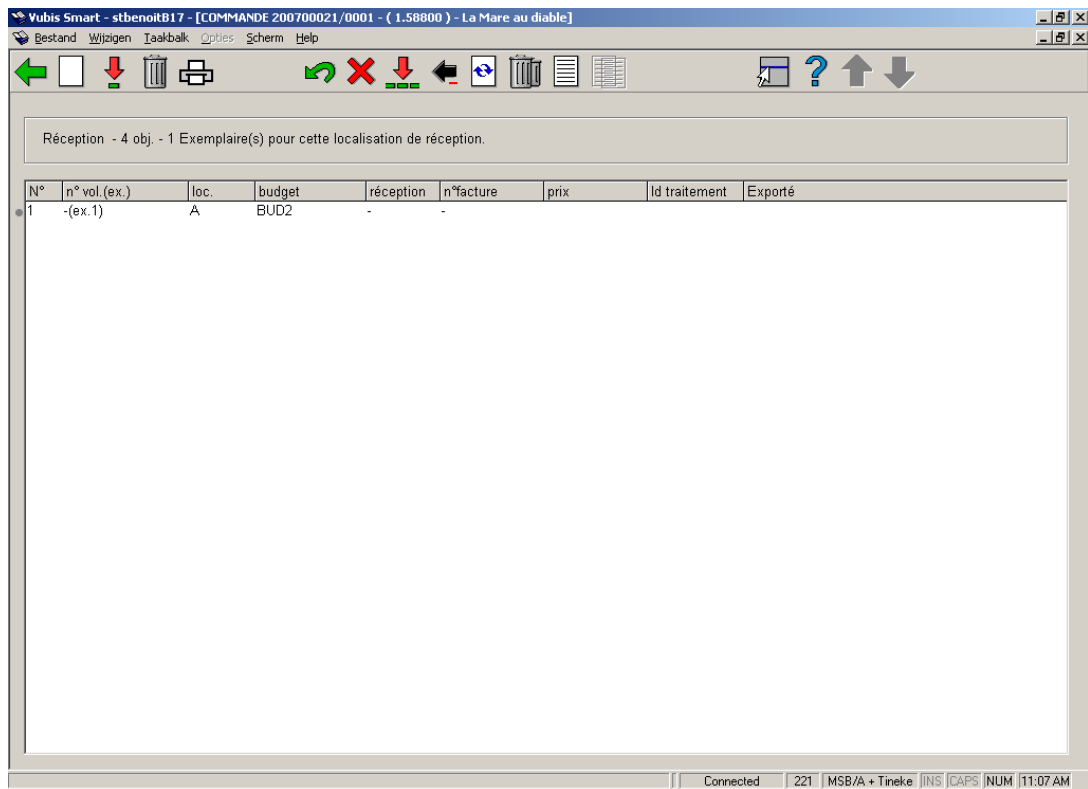 Vubis Smart - stbenoitB17 - [COMMANDE 200700021/0001 - ( 1.58800 ) - La Mare au diable]
Bestand Wijzigen Taakbalk Opties Scherm Help
Réception - 4 obj. - 1 Exemplaire(s) pour cette localisation de réception.
N° n° vol.(ex.) loc. budget réception n°facture prix Id traitement Exporté
1 -(ex.1) A BUD2 - -
Connected 221 MSB/A + Tineke INS CAPS NUM 11:07 AM